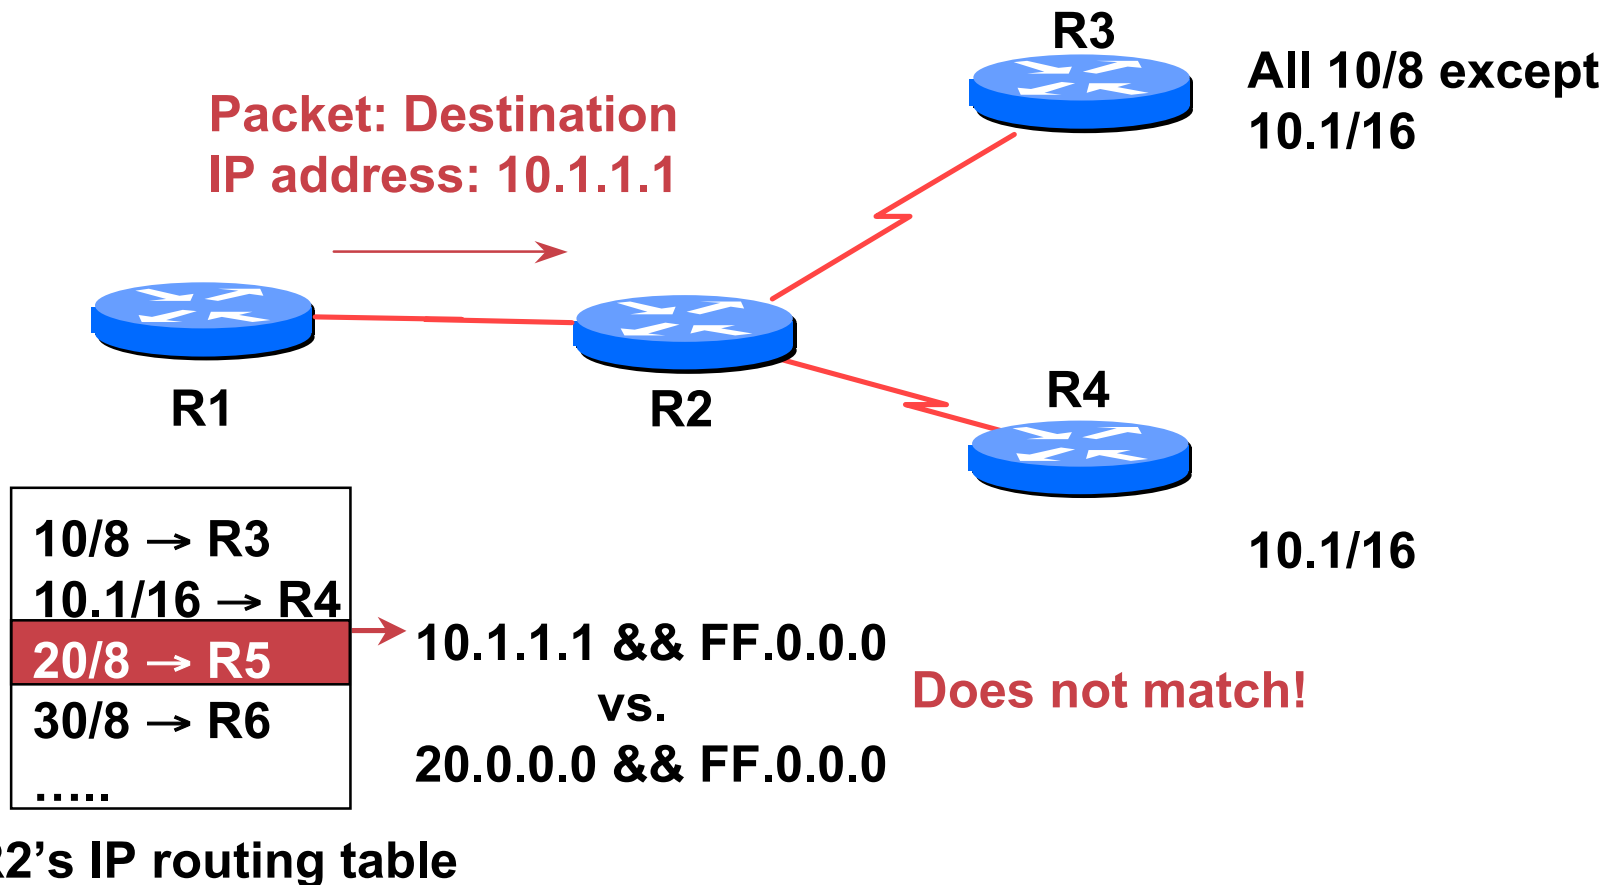 R3
All 10/8 except
10.1/16
Packet: Destination
IP address: 10.1.1.1
R1
R2
R4
10.1/16
10/8 → R3
10.1/16 → R4
20/8 → R5
30/8 → R6
…..
10.1.1.1 && FF.0.0.0
vs.
20.0.0.0 && FF.0.0.0
Does not match!
R2’s IP routing table